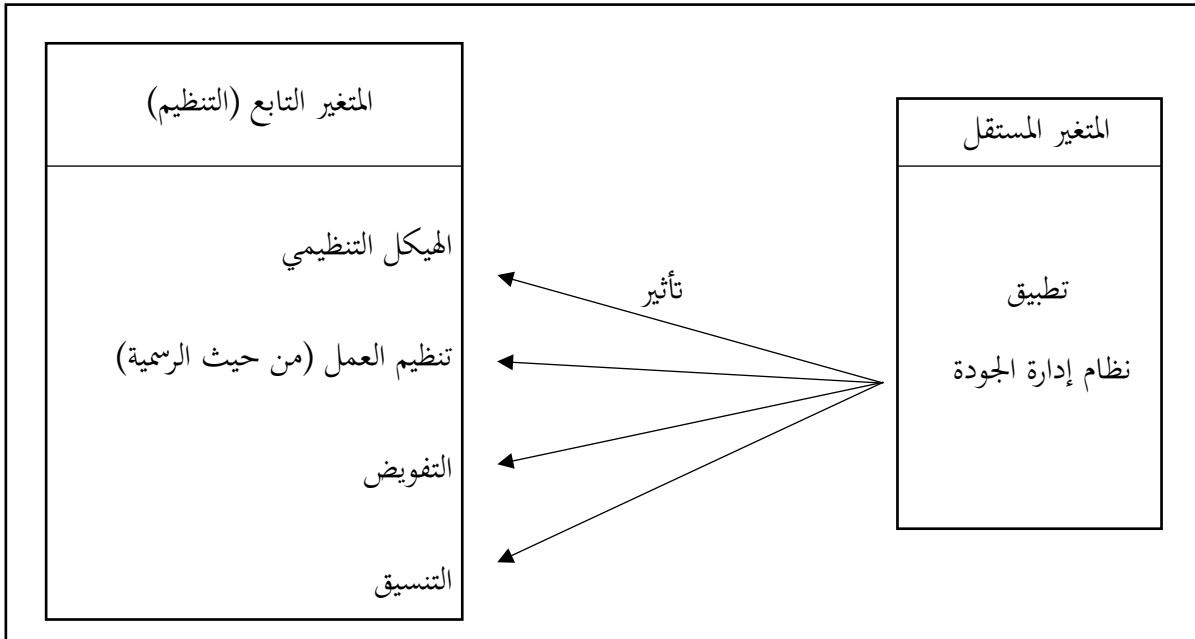 المتغير المستقل
تطبيق
نظام إدارة الجودة
تأثير
المتغير التابع (التنظيم)
الهيكل التنظيمي
تنظيم العمل (من حيث الرسمية)
التفويض
التنسيق